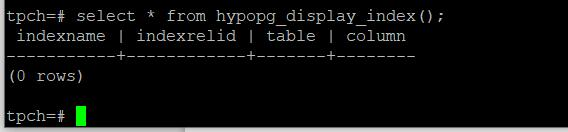 tpch=# select * from hypopg_display_index();
 indexname | indexrelid | table | column
-----------+------------+-------+--------
(0 rows)
tpch=#